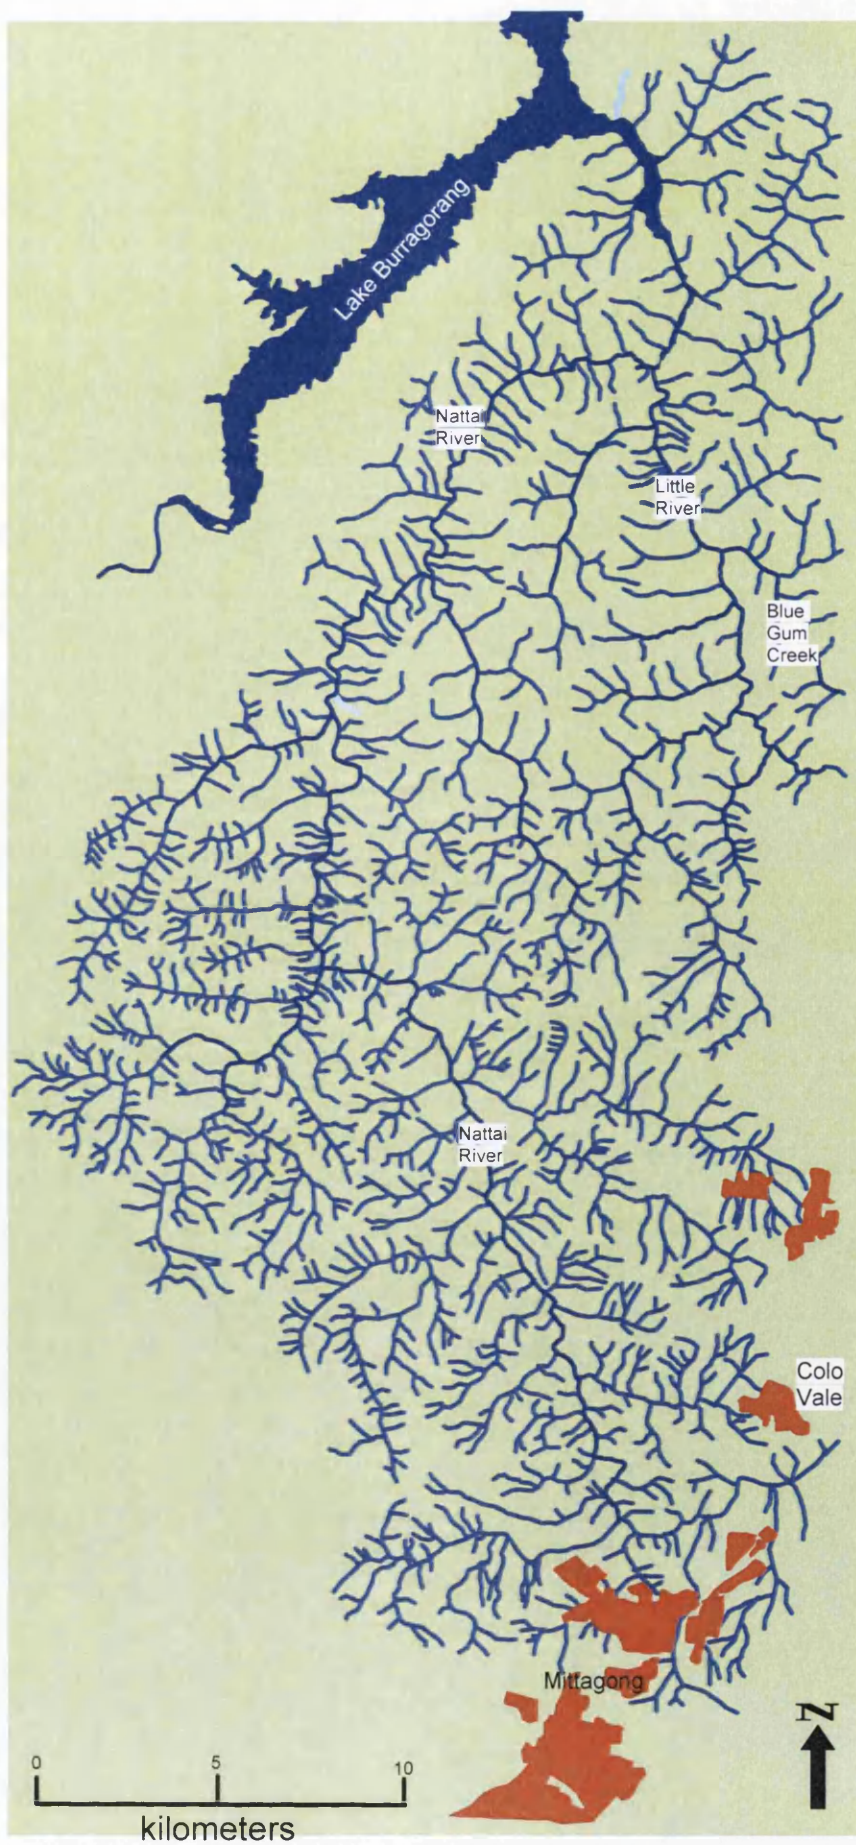 Lake Burragorang
Nattai
River
Little
River
Blue
Gum
Creek
Nattai
River
Colo
Vale
Mittagong
N
0 5 10
kilometers